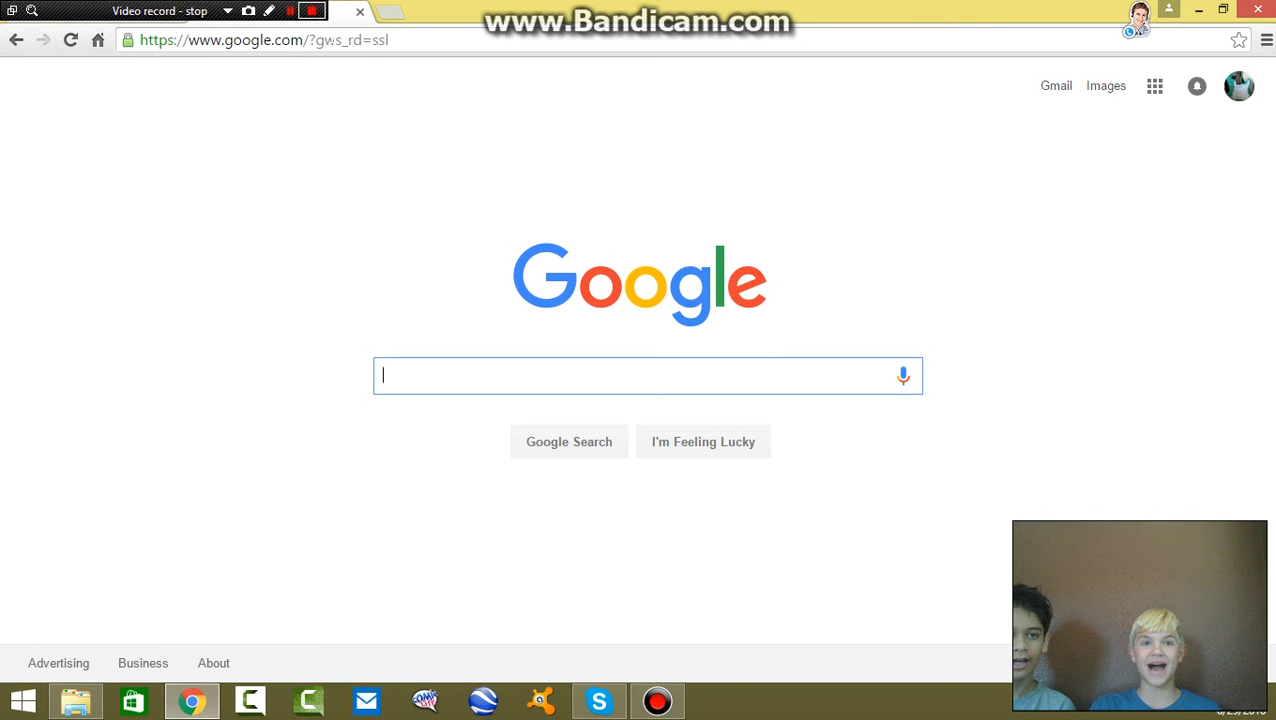 Video record - stop
www.Bandicam.com
https://www.google.com/?gws_rd=ssl
Gmail Images
Google
Google Search I'm Feeling Lucky
Advertising Business About